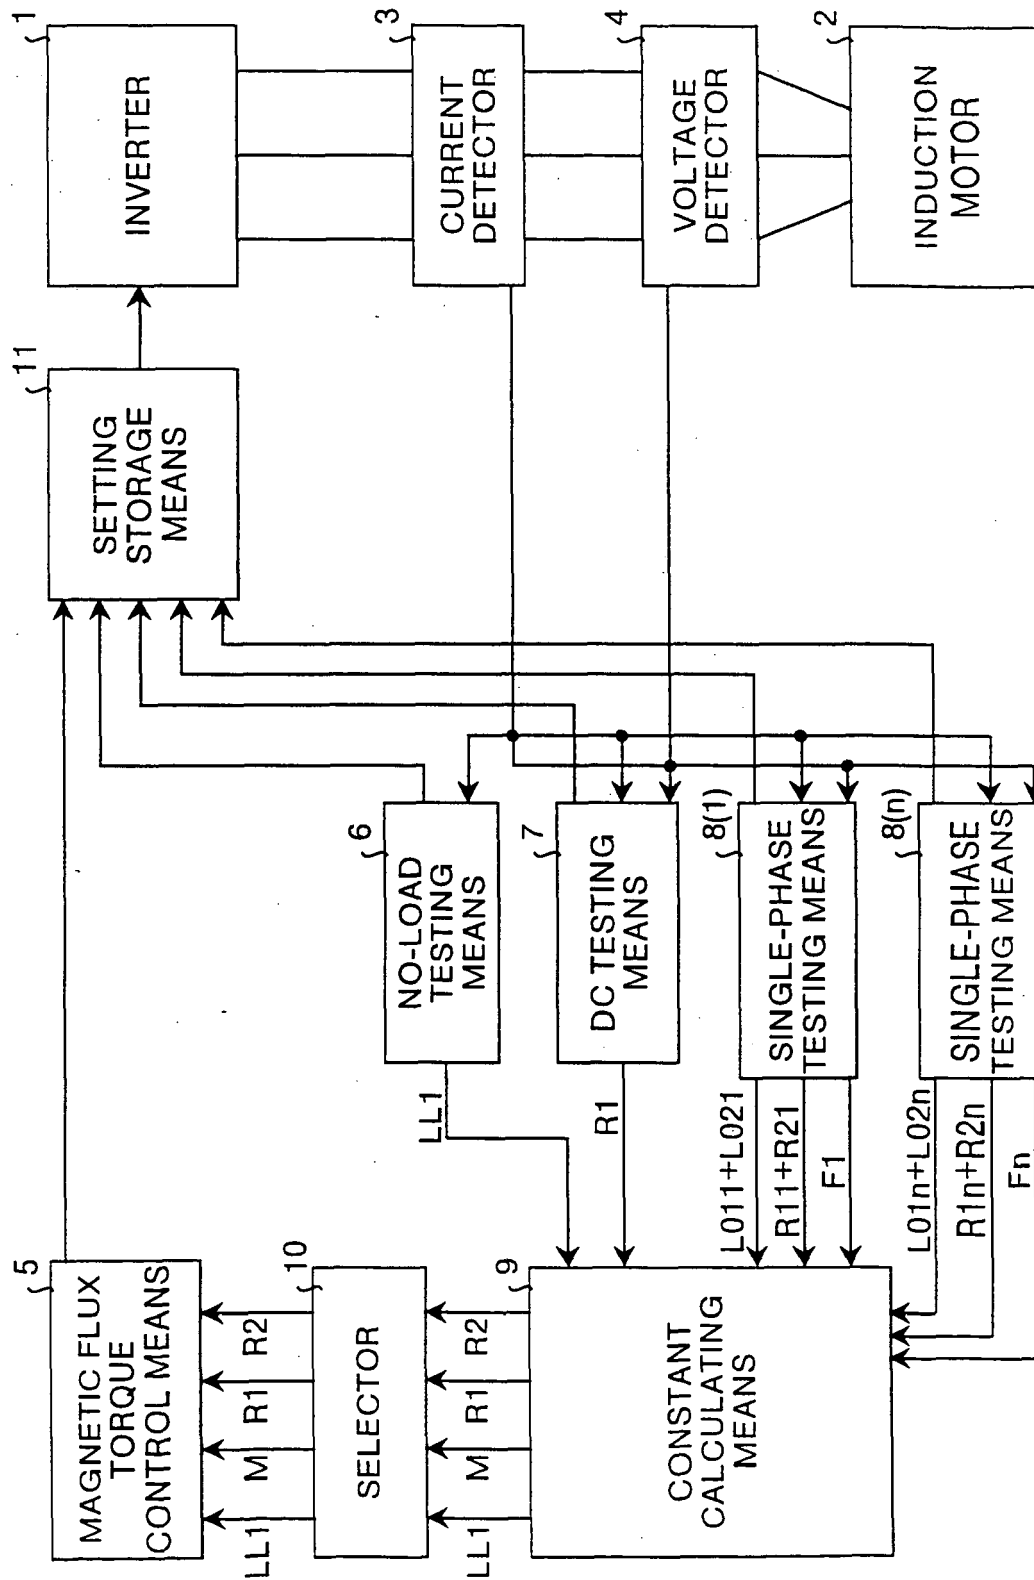 5
MAGNETIC FLUX
TORQUE
CONTROL MEANS
LL1
M
R1
R2
10
SELECTOR
LL1
M
R1
R2
9
CONSTANT
CALCULATING
MEANS
LL1
R1
L011+L021
R11+R21
F1
L01n+L02n
R1n+R2n
Fn
6
NO-LOAD
TESTING
MEANS
7
DC TESTING
MEANS
8(1)
SINGLE-PHASE
TESTING MEANS
8(n)
SINGLE-PHASE
TESTING MEANS
11
SETTING
STORAGE
MEANS
1
INVERTER
3
CURRENT
DETECTOR
4
VOLTAGE
DETECTOR
2
INDUCTION
MOTOR